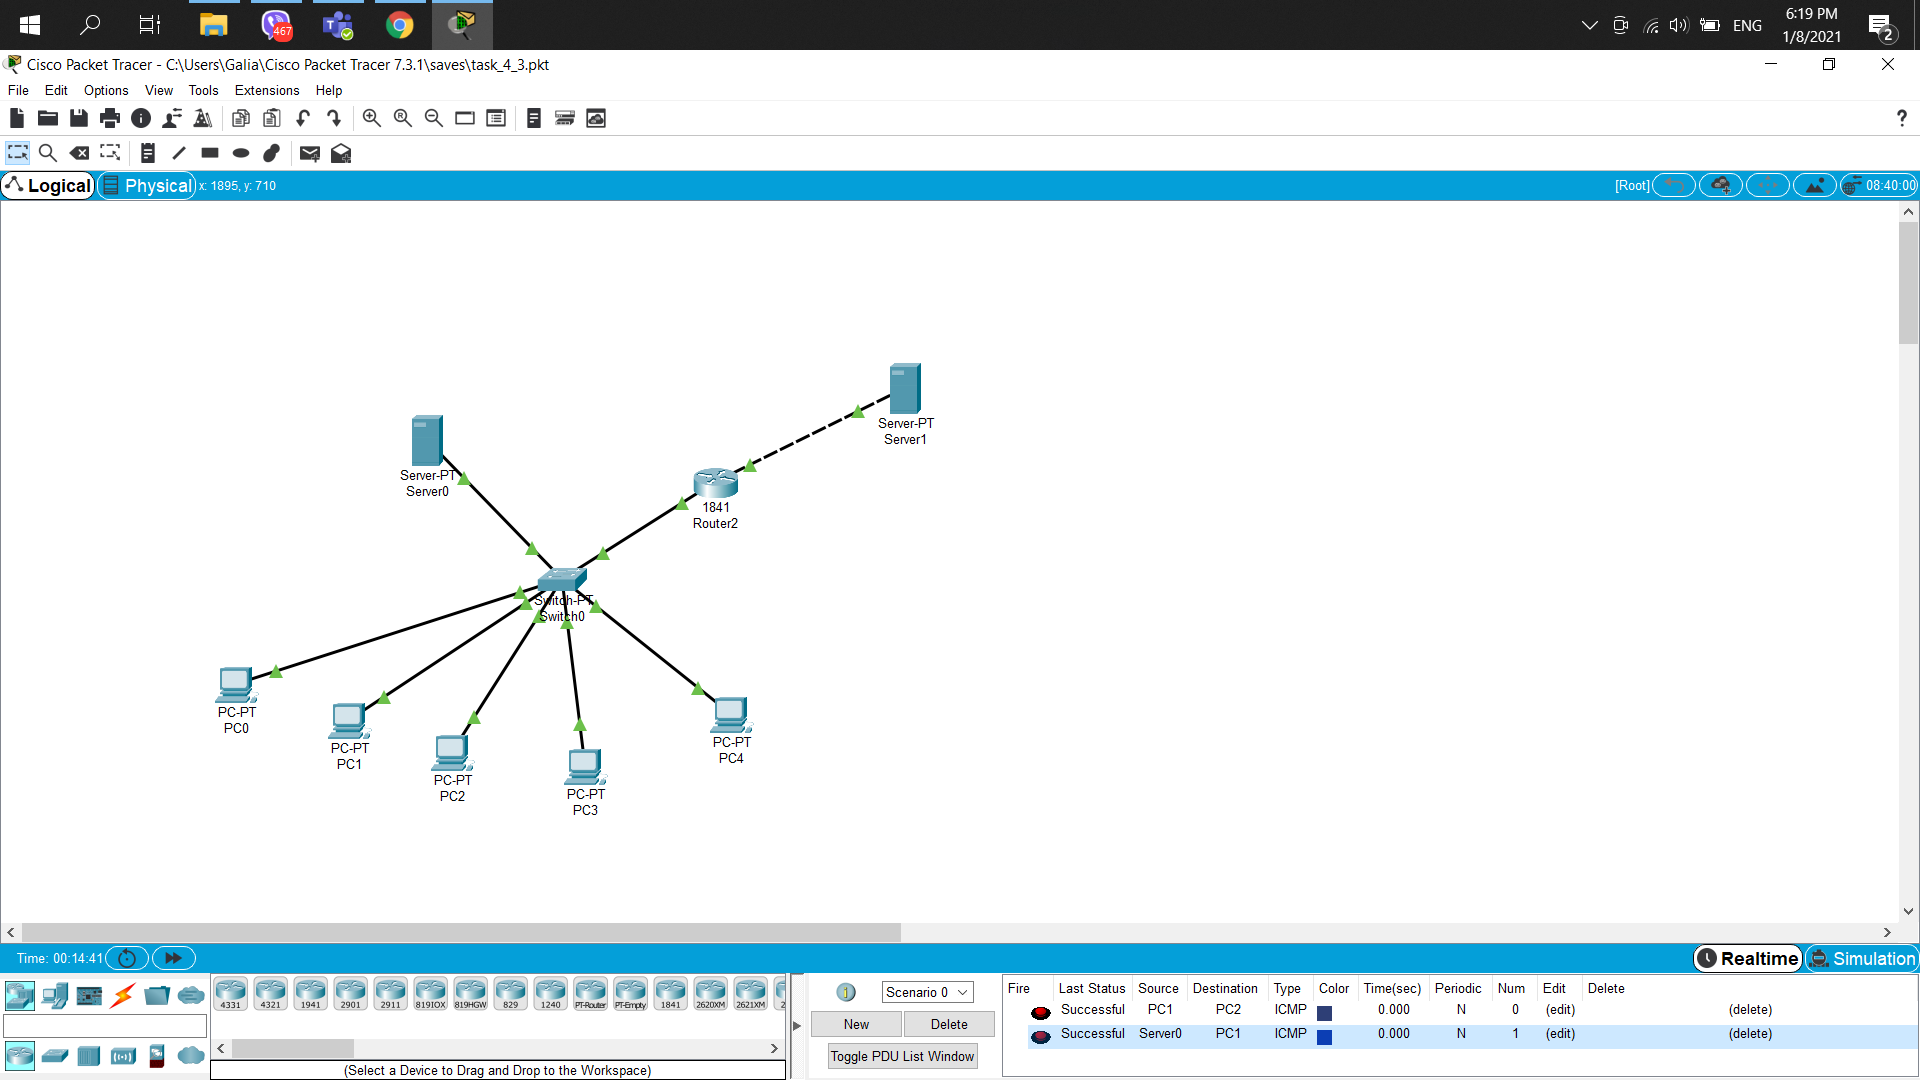 467
ENG
6:19 PM
1/8/2021
2
Cisco Packet Tracer - C:\Users\Galia\Cisco Packet Tracer 7.3.1\saves\task_4_3.pkt
File Edit Options View Tools Extensions Help
?
Logical Physical x: 1895, y: 710 [Root] 08:40:00
Server-PT
Server1
Server-PT
Server0
1841
Router2
Switch-PT
Switch0
PC-PT
PC0
PC-PT
PC1
PC-PT
PC2
PC-PT
PC3
PC-PT
PC4
Time: 00:14:41 Realtime Simulation
4331 4321 1941 2901 2911 819IOX 819HGW 829 1240 PT-Router PT-Empty 1841 2620XM 2621XM 2
(Select a Device to Drag and Drop to the Workspace)
Scenario 0
New Delete
Toggle PDU List Window
Fire Last Status Source Destination Type Color Time(sec) Periodic Num Edit Delete
Successful PC1 PC2 ICMP 0.000 N 0 (edit) (delete)
Successful Server0 PC1 ICMP 0.000 N 1 (edit) (delete)